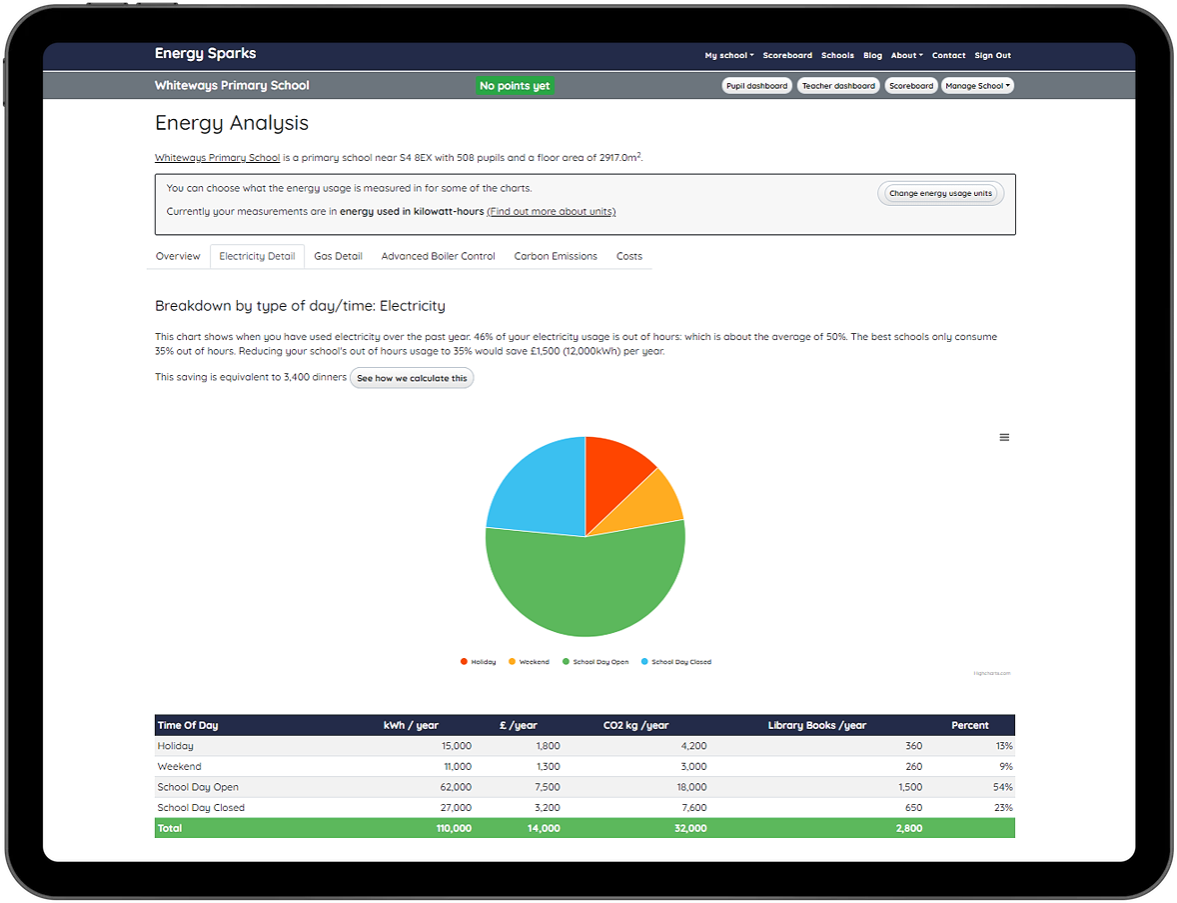 Energy Sparks
My school Scoreboard Schools Blog About Contact Sign Out
Whiteways Primary School
No points yet
Pupil dashboard Teacher dashboard Scoreboard Manage School
Energy Analysis
Whiteways Primary School is a primary school near S4 8EX with 508 pupils and a floor area of 2917.0m².
You can choose what the energy usage is measured in for some of the charts.
Change energy usage units
Currently your measurements are in energy used in kilowatt-hours (Find out more about units)
Overview Electricity Detail Gas Detail Advanced Boiler Control Carbon Emissions Costs
Breakdown by type of day/time: Electricity
This chart shows when you have used electricity over the past year. 46% of your electricity usage is out of hours: which is about the average of 50%. The best schools only consume
35% out of hours. Reducing your school's out of hours usage to 35% would save £1,500 (12,000kWh) per year.
This saving is equivalent to 3,400 dinners See how we calculate this
Holiday Weekend School Day Open School Day Closed
Highcharts.com
Time Of Day kWh / year £ /year CO2 kg /year Library Books /year Percent
Holiday 15,000 1,800 4,200 360 13%
Weekend 11,000 1,300 3,000 260 9%
School Day Open 62,000 7,500 18,000 1,500 54%
School Day Closed 27,000 3,200 7,600 650 23%
Total 110,000 14,000 32,000 2,800